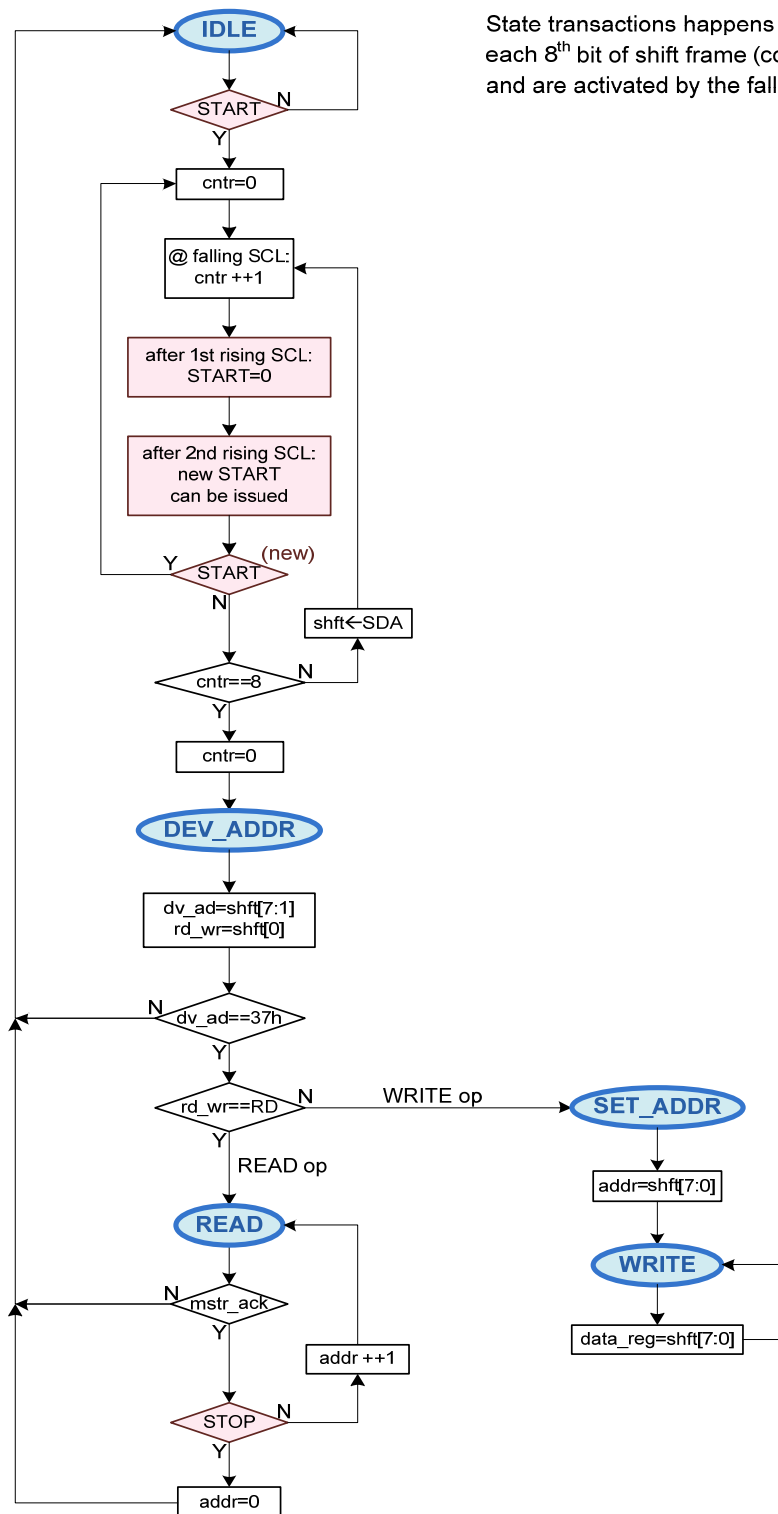 IDLE
State transactions happens
each 8th bit of shift frame (co
and are activated by the fall
START
N
Y
cntr=0
@ falling SCL:
cntr ++1
after 1st rising SCL:
START=0
after 2nd rising SCL:
new START
can be issued
(new)
Y
START
N
shft←SDA
cntr==8
N
Y
cntr=0
DEV_ADDR
dv_ad=shft[7:1]
rd_wr=shft[0]
N
dv_ad==37h
Y
rd_wr==RD
N
WRITE op
SET_ADDR
Y
READ op
addr=shft[7:0]
READ
WRITE
N
mstr_ack
Y
data_reg=shft[7:0]
addr ++1
STOP
N
Y
addr=0